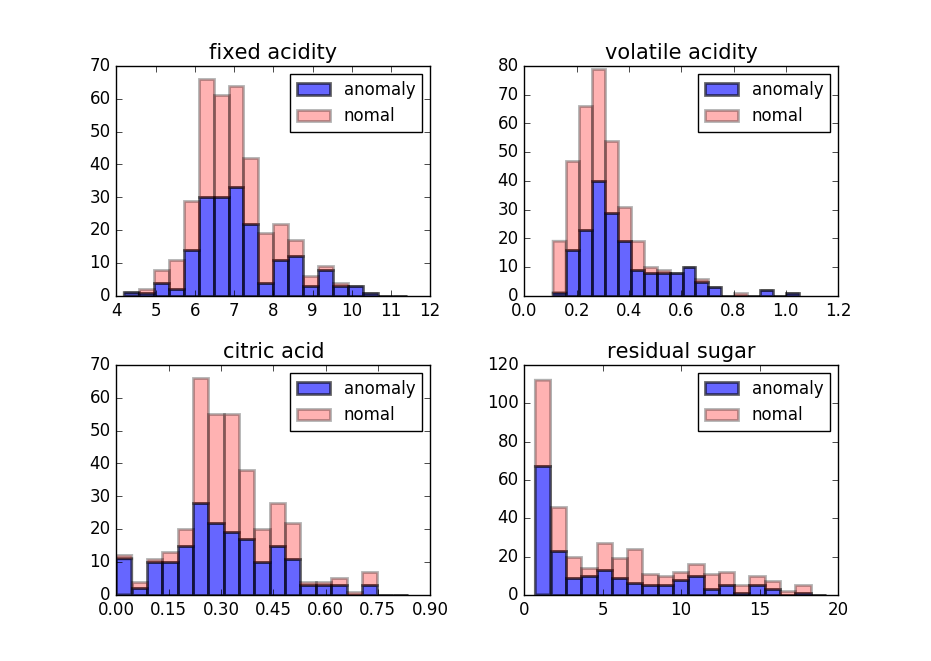 fixed acidity
70
60
50
40
30
20
10
0
4 5 6 7 8 9 10 11 12
anomaly
nomal
volatile acidity
80
70
60
50
40
30
20
10
0
0.0 0.2 0.4 0.6 0.8 1.0 1.2
anomaly
nomal
citric acid
70
60
50
40
30
20
10
0
0.00 0.15 0.30 0.45 0.60 0.75 0.90
anomaly
nomal
residual sugar
120
100
80
60
40
20
0
0 5 10 15 20
anomaly
nomal